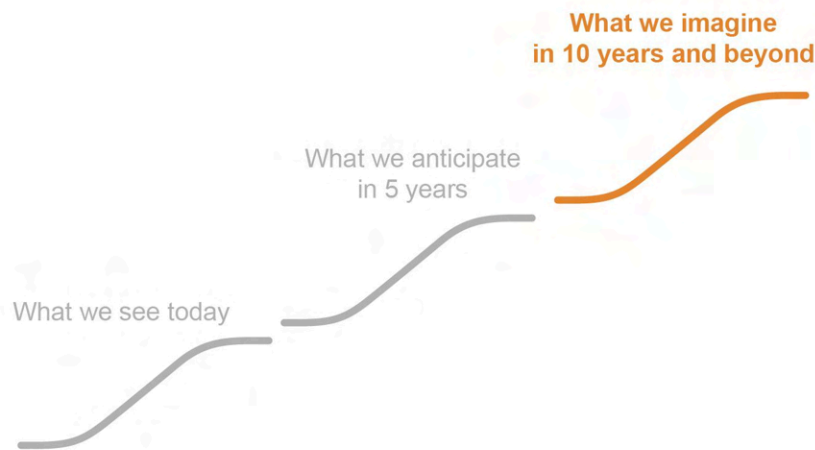 What we imagine
in 10 years and beyond
What we anticipate
in 5 years
What we see today